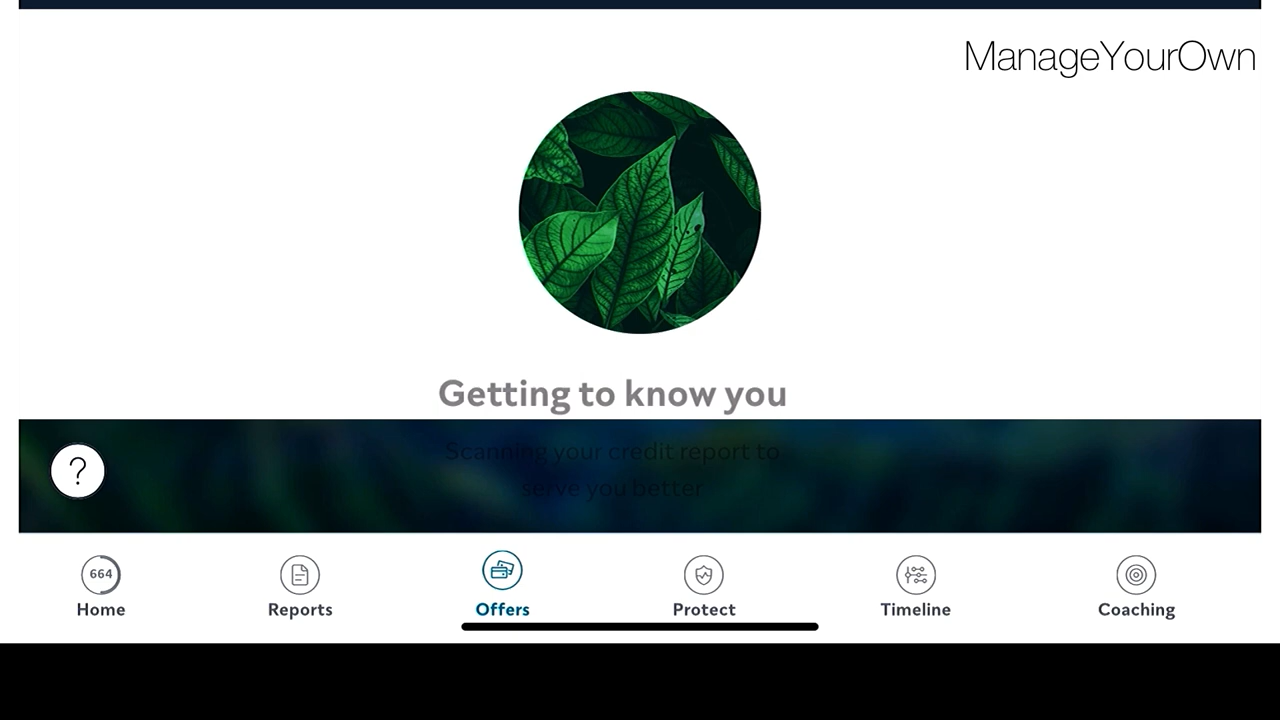 ManageYourOwn
Getting to know you
Scanning your credit report to
serve you better
?
664
Home
Reports
Offers
Protect
Timeline
Coaching